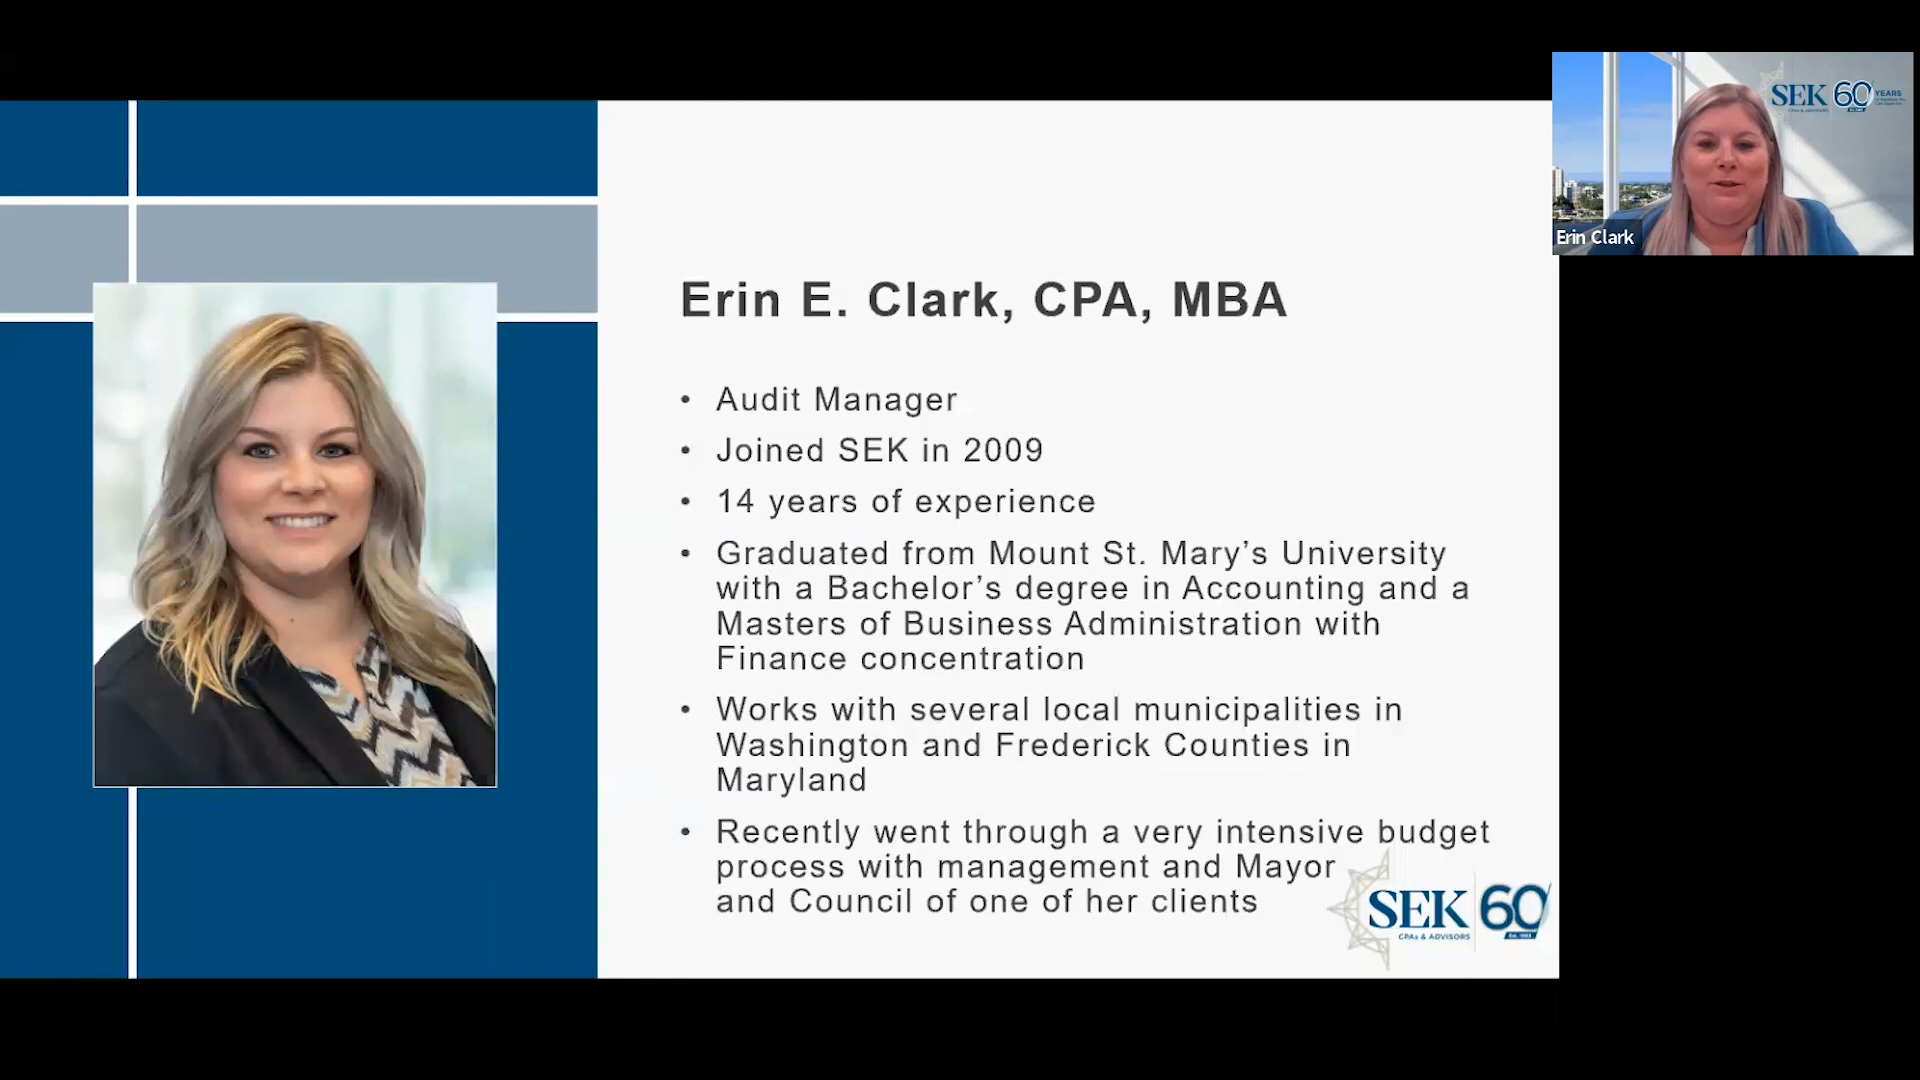 SEK 60 YEARS
CPAs & ADVISORS
Erin Clark
Erin E. Clark, CPA, MBA
• Audit Manager
• Joined SEK in 2009
• 14 years of experience
• Graduated from Mount St. Mary’s University
with a Bachelor’s degree in Accounting and a
Masters of Business Administration with
Finance concentration
• Works with several local municipalities in
Washington and Frederick Counties in
Maryland
• Recently went through a very intensive budget
process with management and Mayor
and Council of one of her clients
SEK 60
CPAs & ADVISORS